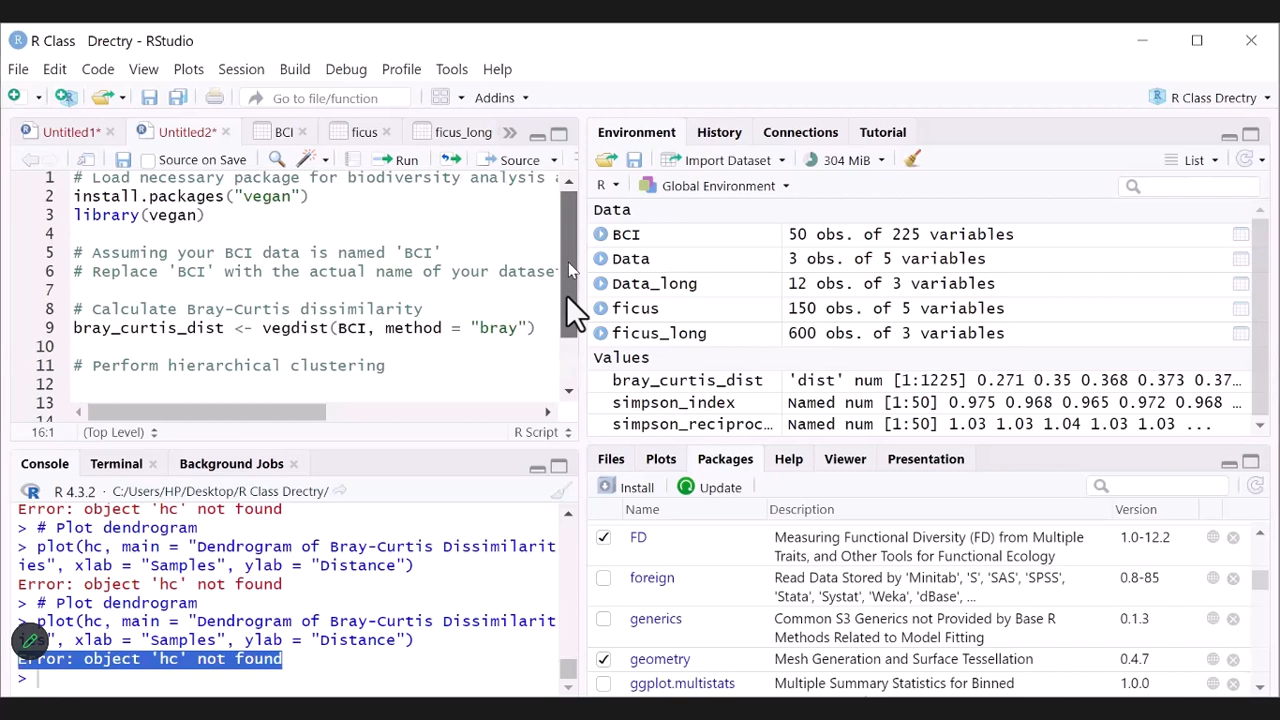 R Class Drectry - RStudio
File Edit Code View Plots Session Build Debug Profile Tools Help
Go to file/function Addins R Class Drectry
Untitled1* Untitled2* BCI ficus ficus_long
Source on Save Run Source
1 # Load necessary package for biodiversity analysis a
2 install.packages("vegan")
3 library(vegan)
4
5 # Assuming your BCI data is named 'BCI'
6 # Replace 'BCI' with the actual name of your dataset
7
8 # Calculate Bray-Curtis dissimilarity
9 bray_curtis_dist <- vegdist(BCI, method = "bray")
10
11 # Perform hierarchical clustering
12
13
14
16:1 (Top Level) R Script
Environment History Connections Tutorial
Import Dataset 304 MiB List
R Global Environment
Data
BCI 50 obs. of 225 variables
Data 3 obs. of 5 variables
Data_long 12 obs. of 3 variables
ficus 150 obs. of 5 variables
ficus_long 600 obs. of 3 variables
Values
bray_curtis_dist 'dist' num [1:1225] 0.271 0.35 0.368 0.373 0.37…
simpson_index Named num [1:50] 0.975 0.968 0.965 0.972 0.968 ...
simpson_reciproc… Named num [1:50] 1.03 1.03 1.04 1.03 1.03 ...
Console Terminal Background Jobs
R 4.3.2 · C:/Users/HP/Desktop/R Class Drectry/
Error: object 'hc' not found
> # Plot dendrogram
> plot(hc, main = "Dendrogram of Bray-Curtis Dissimilarit
ies", xlab = "Samples", ylab = "Distance")
Error: object 'hc' not found
> # Plot dendrogram
> plot(hc, main = "Dendrogram of Bray-Curtis Dissimilarit
ies", xlab = "Samples", ylab = "Distance")
Error: object 'hc' not found
>
Files Plots Packages Help Viewer Presentation
Install Update
Name Description Version
FD Measuring Functional Diversity (FD) from Multiple 1.0-12.2
Traits, and Other Tools for Functional Ecology
foreign Read Data Stored by 'Minitab', 'S', 'SAS', 'SPSS', 0.8-85
'Stata', 'Systat', 'Weka', 'dBase', ...
generics Common S3 Generics not Provided by Base R 0.1.3
Methods Related to Model Fitting
geometry Mesh Generation and Surface Tessellation 0.4.7
ggplot.multistats Multiple Summary Statistics for Binned 1.0.0